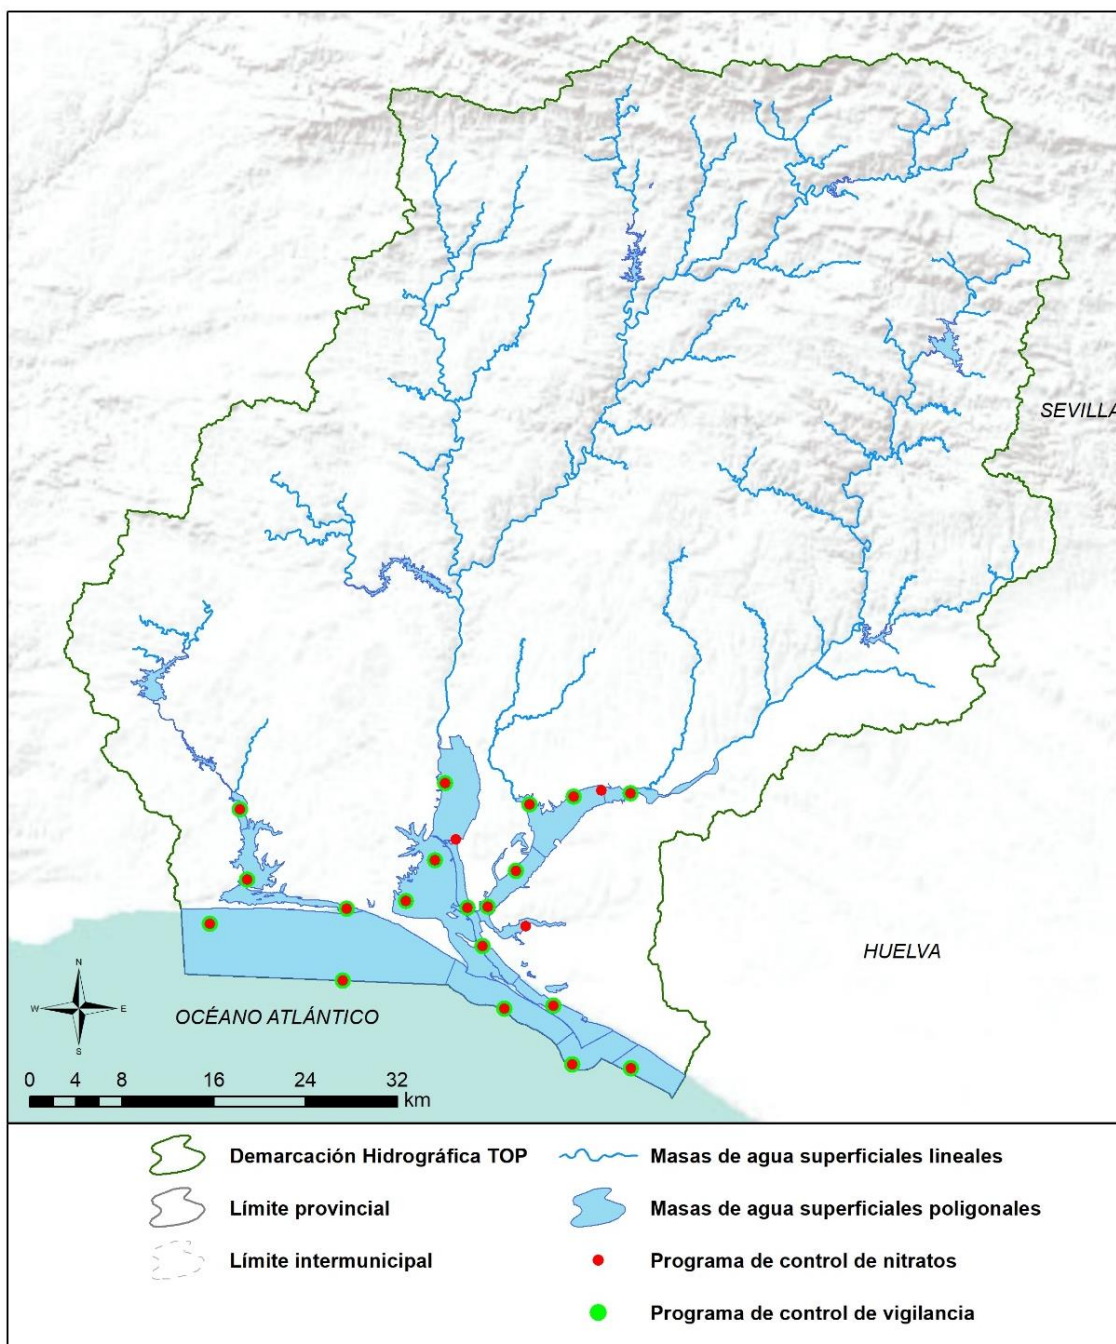 SEVILLA
HUELVA
OCÉANO ATLÁNTICO
N
W
E
S
0 4 8 16 24 32
km
Demarcación Hidrográfica TOP
Límite provincial
Límite intermunicipal
Masas de agua superficiales lineales
Masas de agua superficiales poligonales
Programa de control de nitratos
Programa de control de vigilancia